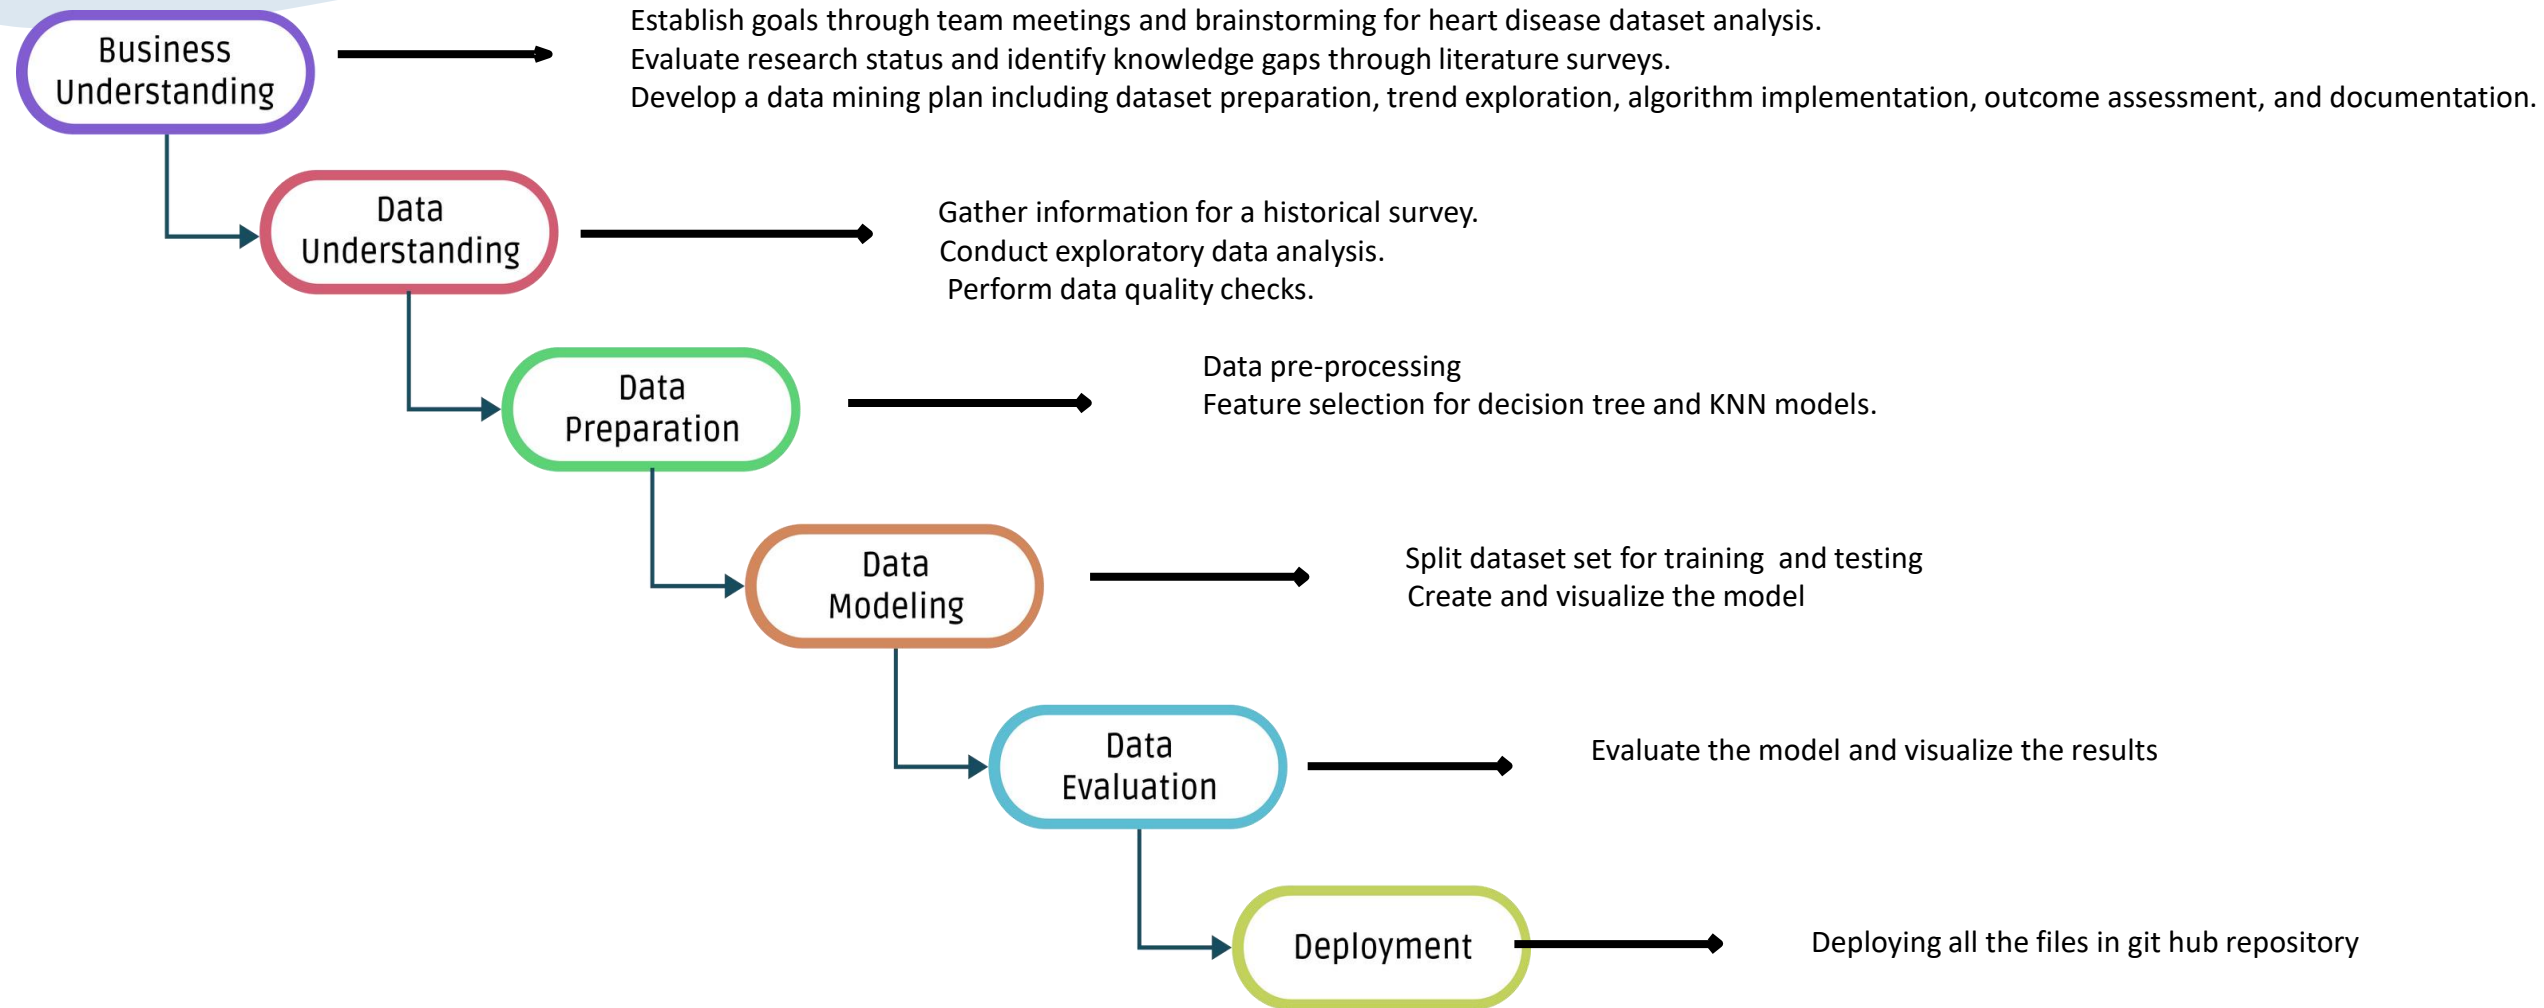 Business
Understanding
Establish goals through team meetings and brainstorming for heart disease dataset analysis.
Evaluate research status and identify knowledge gaps through literature surveys.
Develop a data mining plan including dataset preparation, trend exploration, algorithm implementation, outcome assessment, and documentation.
Data
Understanding
Gather information for a historical survey.
Conduct exploratory data analysis.
Perform data quality checks.
Data
Preparation
Data pre-processing
Feature selection for decision tree and KNN models.
Data
Modeling
Split dataset set for training  and testing
Create and visualize the model
Data
Evaluation
Evaluate the model and visualize the results
Deployment
Deploying all the files in git hub repository